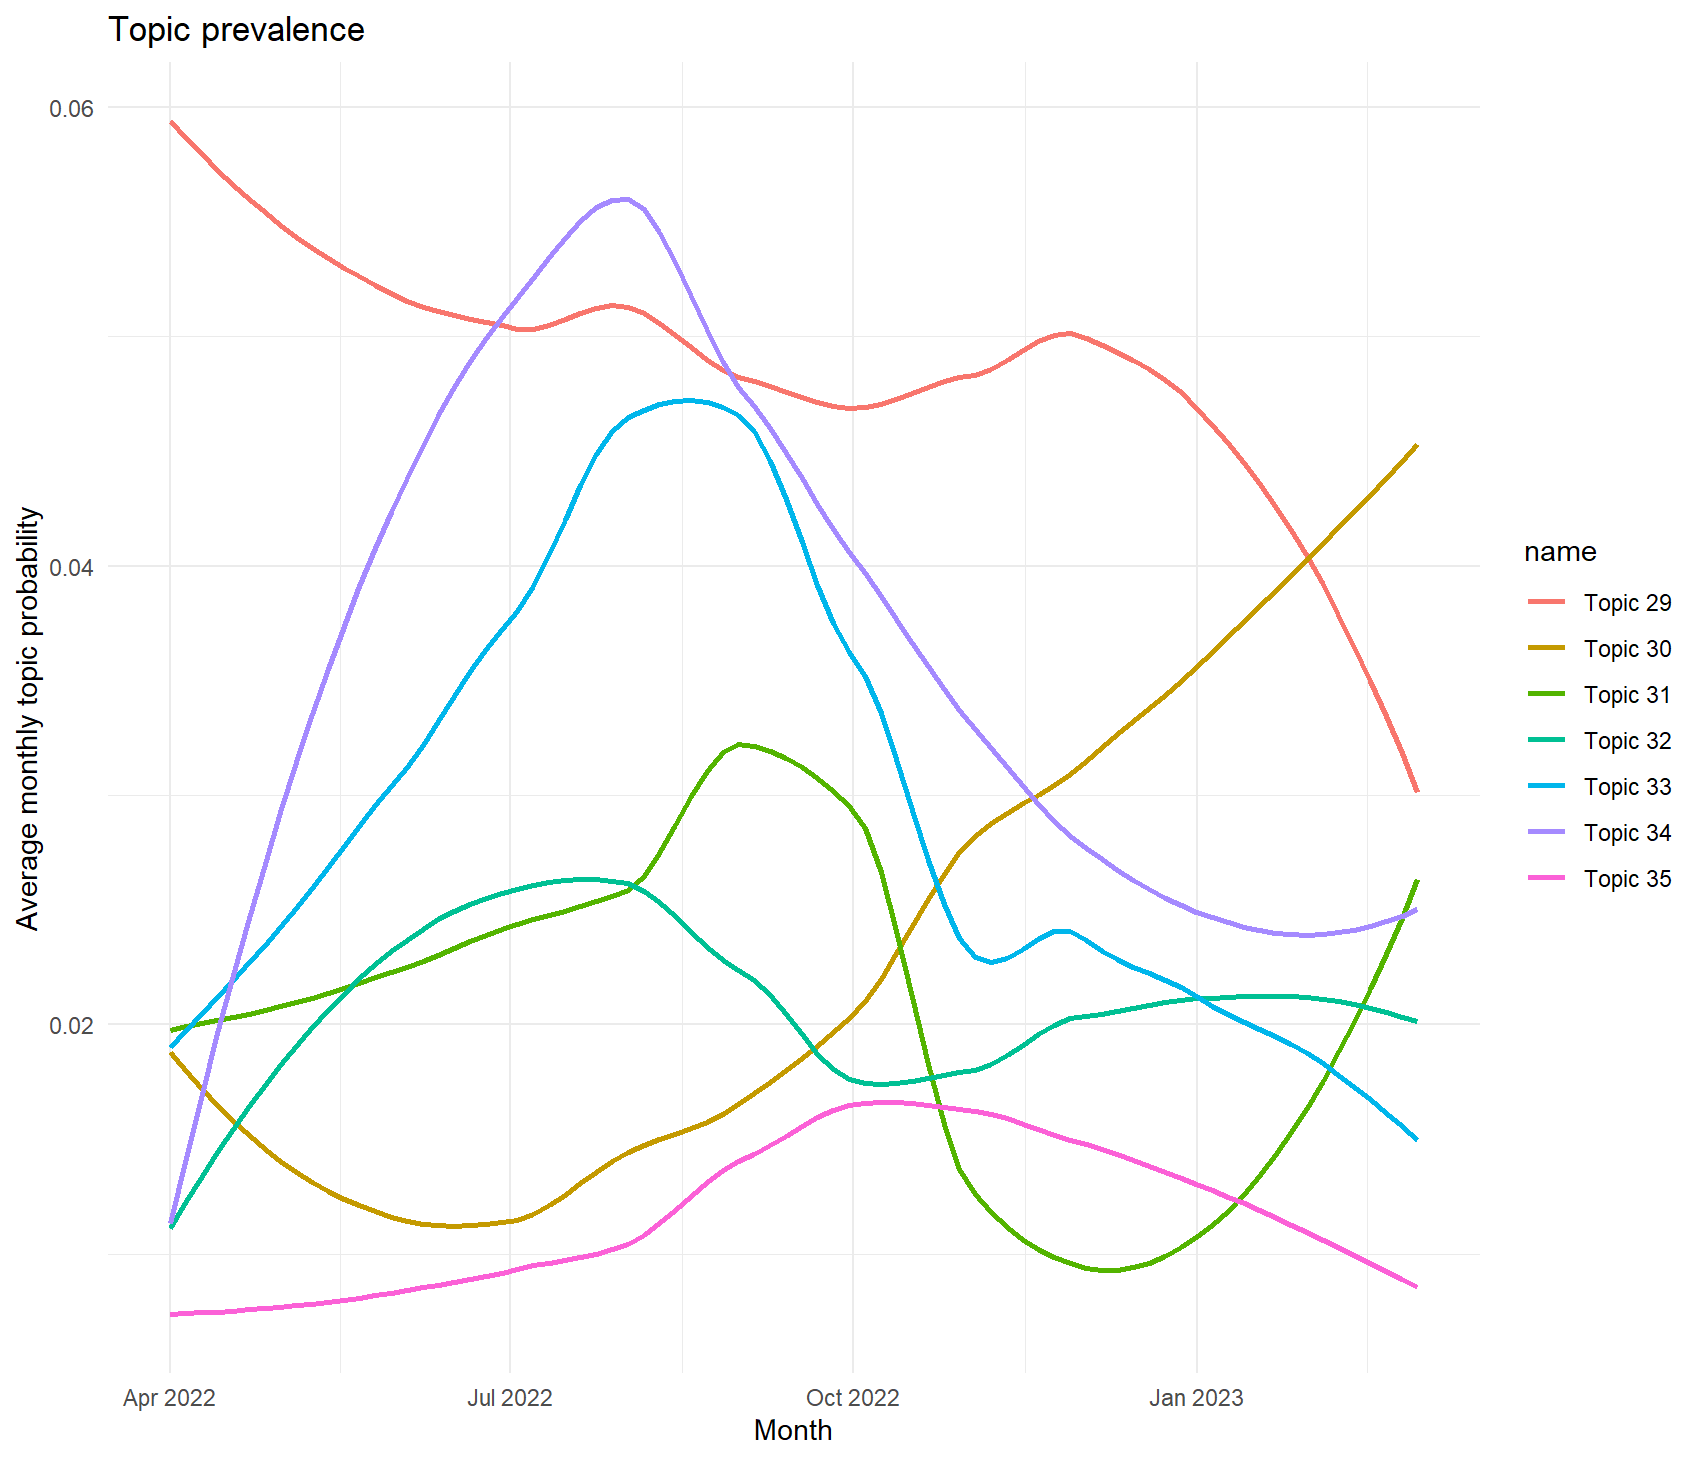 Topic prevalence
Average monthly topic probability
0.06
0.04
0.02
Apr 2022
Jul 2022
Oct 2022
Jan 2023
Month
name
Topic 29
Topic 30
Topic 31
Topic 32
Topic 33
Topic 34
Topic 35